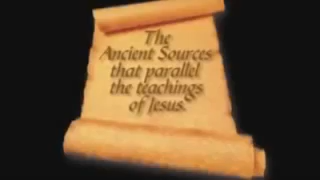 The
Ancient Sources
that parallel
the teachings
of Jesus.